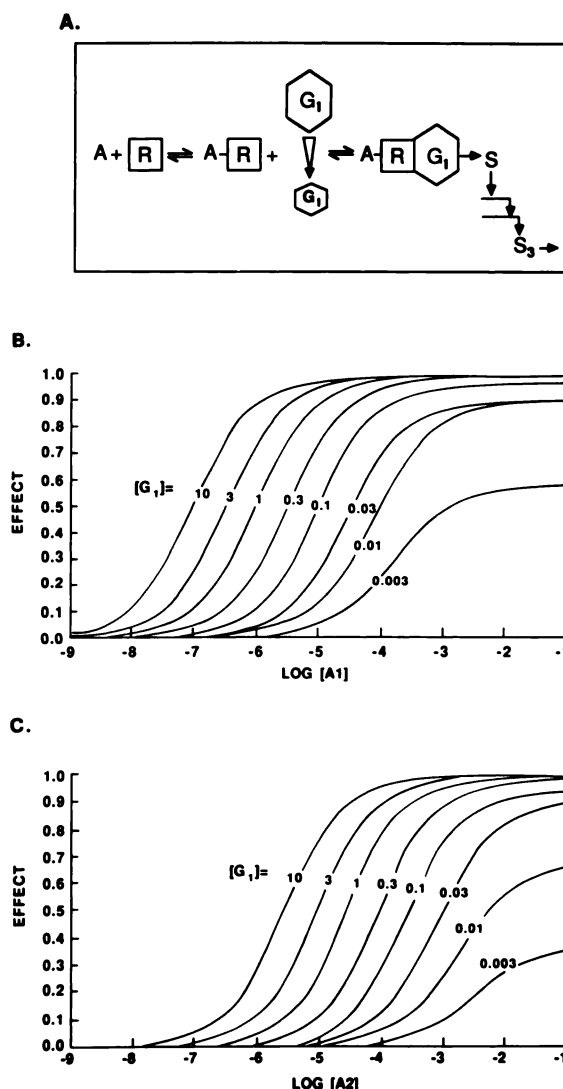 A.
G1
A + R ⇌ A-R + ⇌ A-R G1 → S
G1
S3 →
B.
1.0
0.9
0.8
0.7
0.6
0.5
0.4
0.3
0.2
0.1
0.0
EFFECT
[G1]= 10 3 1 0.3 0.1 0.03
0.01
0.003
-9 -8 -7 -6 -5 -4 -3 -2 -1
LOG [A1]
C.
1.0
0.9
0.8
0.7
0.6
0.5
0.4
0.3
0.2
0.1
0.0
EFFECT
[G1]= 10 3 1 0.3 0.1 0.03
0.01
0.003
-9 -8 -7 -6 -5 -4 -3 -2 -1
LOG [A2]